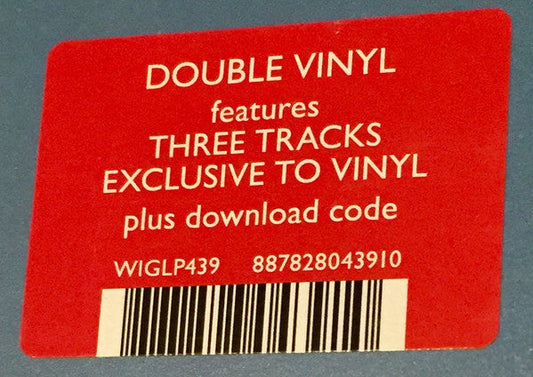 DOUBLE VINYL
features
THREE TRACKS
EXCLUSIVE TO VINYL
plus download code
WIGLP439 887828043910